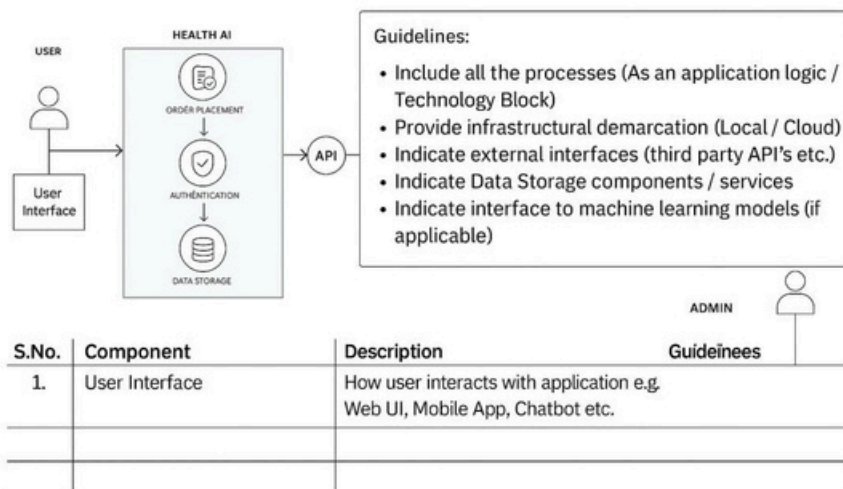 USER
User
Interface
HEALTH AI
ORDER PLACEMENT
AUTHENTICATION
DATA STORAGE
API
Guidelines:
• Include all the processes (As an application logic /
Technology Block)
• Provide infrastructural demarcation (Local / Cloud)
• Indicate external interfaces (third party API's etc.)
• Indicate Data Storage components / services
• Indicate interface to machine learning models (if
applicable)
ADMIN
S.No. Component Description Guideïnees
1. User Interface How user interacts with application e.g.
Web UI, Mobile App, Chatbot etc.